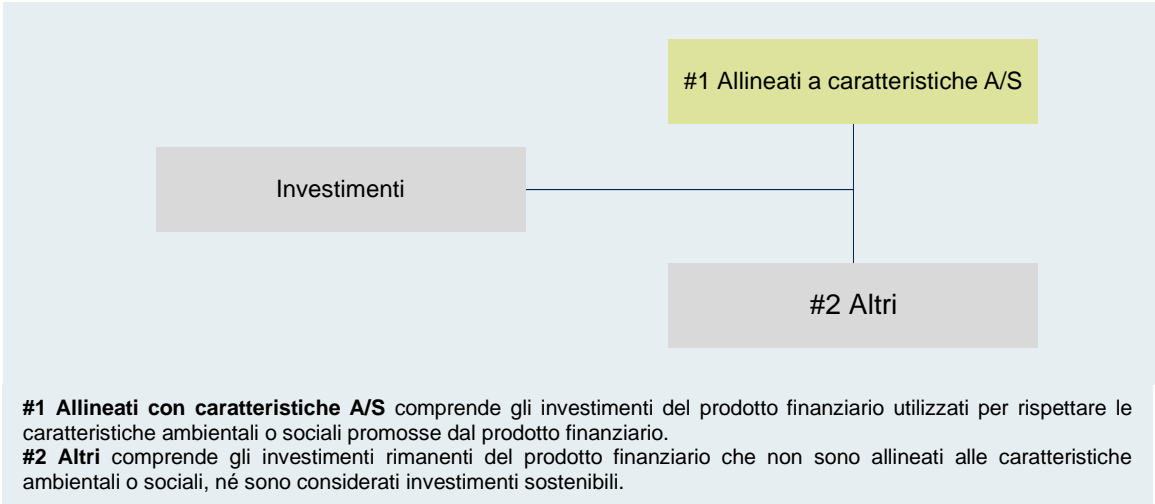 #1 Allineati a caratteristiche A/S
Investimenti
#2 Altri
#1 Allineati con caratteristiche A/S comprende gli investimenti del prodotto finanziario utilizzati per rispettare le
caratteristiche ambientali o sociali promosse dal prodotto finanziario.
#2 Altri comprende gli investimenti rimanenti del prodotto finanziario che non sono allineati alle caratteristiche
ambientali o sociali, né sono considerati investimenti sostenibili.